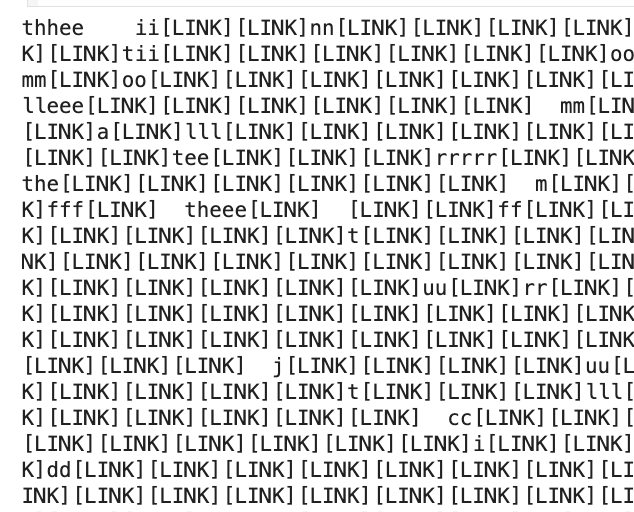 thhee    ii[LINK][LINK]nn[LINK][LINK][LINK][LINK]
K][LINK]tii[LINK][LINK][LINK][LINK][LINK][LINK]oo
mm[LINK]oo[LINK][LINK][LINK][LINK][LINK][LINK][LI
lleee[LINK][LINK][LINK][LINK][LINK][LINK]  mm[LIN
[LINK]a[LINK]lll[LINK][LINK][LINK][LINK][LINK][LI
[LINK][LINK]tee[LINK][LINK][LINK]rrrrr[LINK][LINK
the[LINK][LINK][LINK][LINK][LINK][LINK]  m[LINK][
K]fff[LINK]  theee[LINK]  [LINK][LINK]ff[LINK][LI
K][LINK][LINK][LINK][LINK]t[LINK][LINK][LINK][LIN
NK][LINK][LINK][LINK][LINK][LINK][LINK][LINK][LIN
K][LINK][LINK][LINK][LINK][LINK]uu[LINK]rr[LINK][
K][LINK][LINK][LINK][LINK][LINK][LINK][LINK][LINK
K][LINK][LINK][LINK][LINK][LINK][LINK][LINK][LINK
[LINK][LINK][LINK]  j[LINK][LINK][LINK][LINK]uu[L
K][LINK][LINK][LINK][LINK]t[LINK][LINK][LINK]lll[
K][LINK][LINK][LINK][LINK][LINK]  cc[LINK][LINK][
[LINK][LINK][LINK][LINK][LINK][LINK]i[LINK][LINK]
K]dd[LINK][LINK][LINK][LINK][LINK][LINK][LINK][LI
INK][LINK][LINK][LINK][LINK][LINK][LINK][LINK][LI